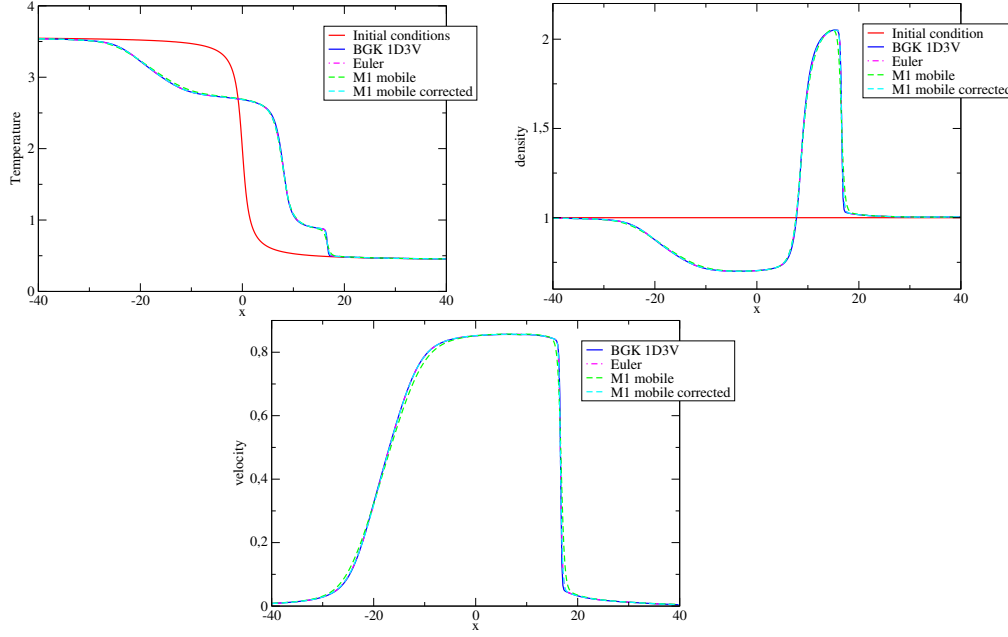 4
3
2
1
0
Temperature
-40
-20
0
20
40
x
Initial conditions
BGK 1D3V
Euler
M1 mobile
M1 mobile corrected
2
1,5
1
density
-40
-20
0
20
40
x
Initial condition
BGK 1D3V
Euler
M1 mobile
M1 mobile corrected
0,8
0,6
0,4
0,2
0
velocity
-40
-20
0
20
40
x
BGK 1D3V
Euler
M1 mobile
M1 mobile corrected